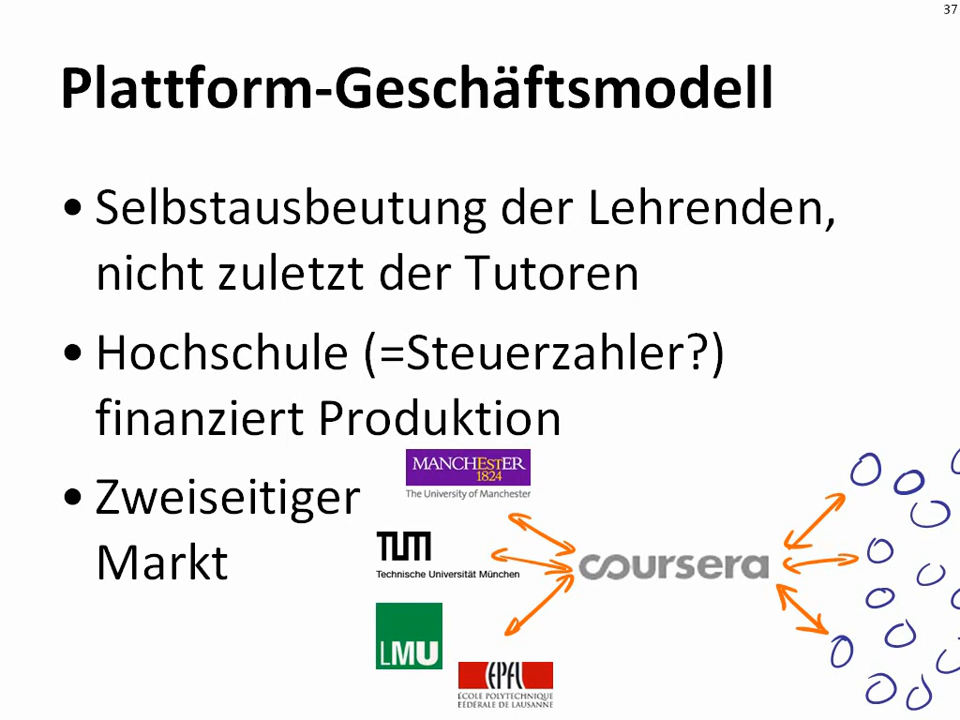 37
Plattform-Geschäftsmodell
• Selbstausbeutung der Lehrenden,
nicht zuletzt der Tutoren
• Hochschule (=Steuerzahler?)
finanziert Produktion
• Zweiseitiger
Markt
MANCHESTER
1824
The University of Manchester
TUM
Technische Universität München
coursera
LMU
EPFL
ÉCOLE POLYTECHNIQUE
FÉDÉRALE DE LAUSANNE